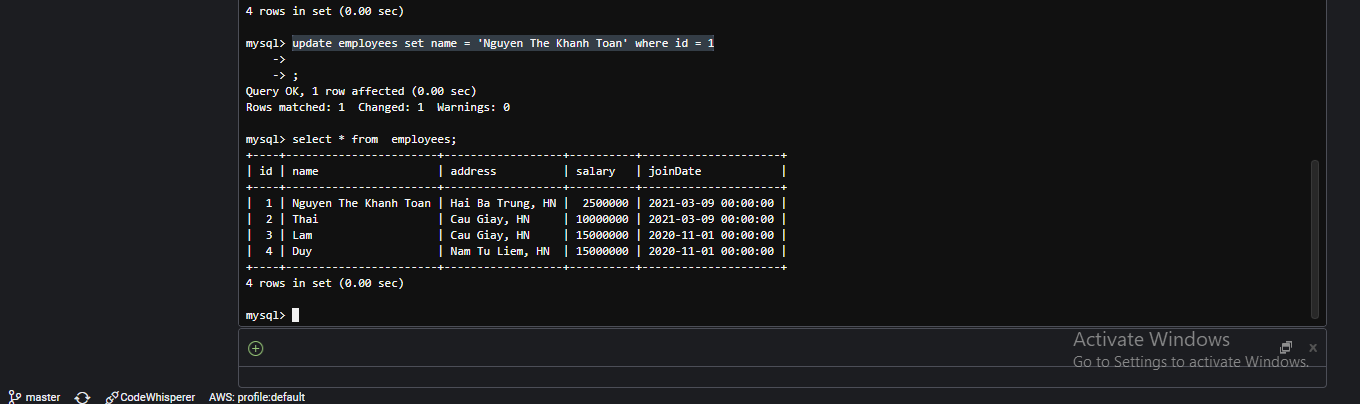 4 rows in set (0.00 sec)
mysql> update employees set name = 'Nguyen The Khanh Toan' where id = 1
    ->
    -> ;
Query OK, 1 row affected (0.00 sec)
Rows matched: 1  Changed: 1  Warnings: 0
mysql> select * from  employees;
+----+-----------------------+------------------+----------+---------------------+
| id | name                  | address          | salary   | joinDate            |
+----+-----------------------+------------------+----------+---------------------+
|  1 | Nguyen The Khanh Toan | Hai Ba Trung, HN |  2500000 | 2021-03-09 00:00:00 |
|  2 | Thai                  | Cau Giay, HN     | 10000000 | 2021-03-09 00:00:00 |
|  3 | Lam                   | Cau Giay, HN     | 15000000 | 2020-11-01 00:00:00 |
|  4 | Duy                   | Nam Tu Liem, HN  | 15000000 | 2020-11-01 00:00:00 |
+----+-----------------------+------------------+----------+---------------------+
4 rows in set (0.00 sec)
mysql>
Activate Windows
Go to Settings to activate Windows.
master CodeWhisperer AWS: profile:default